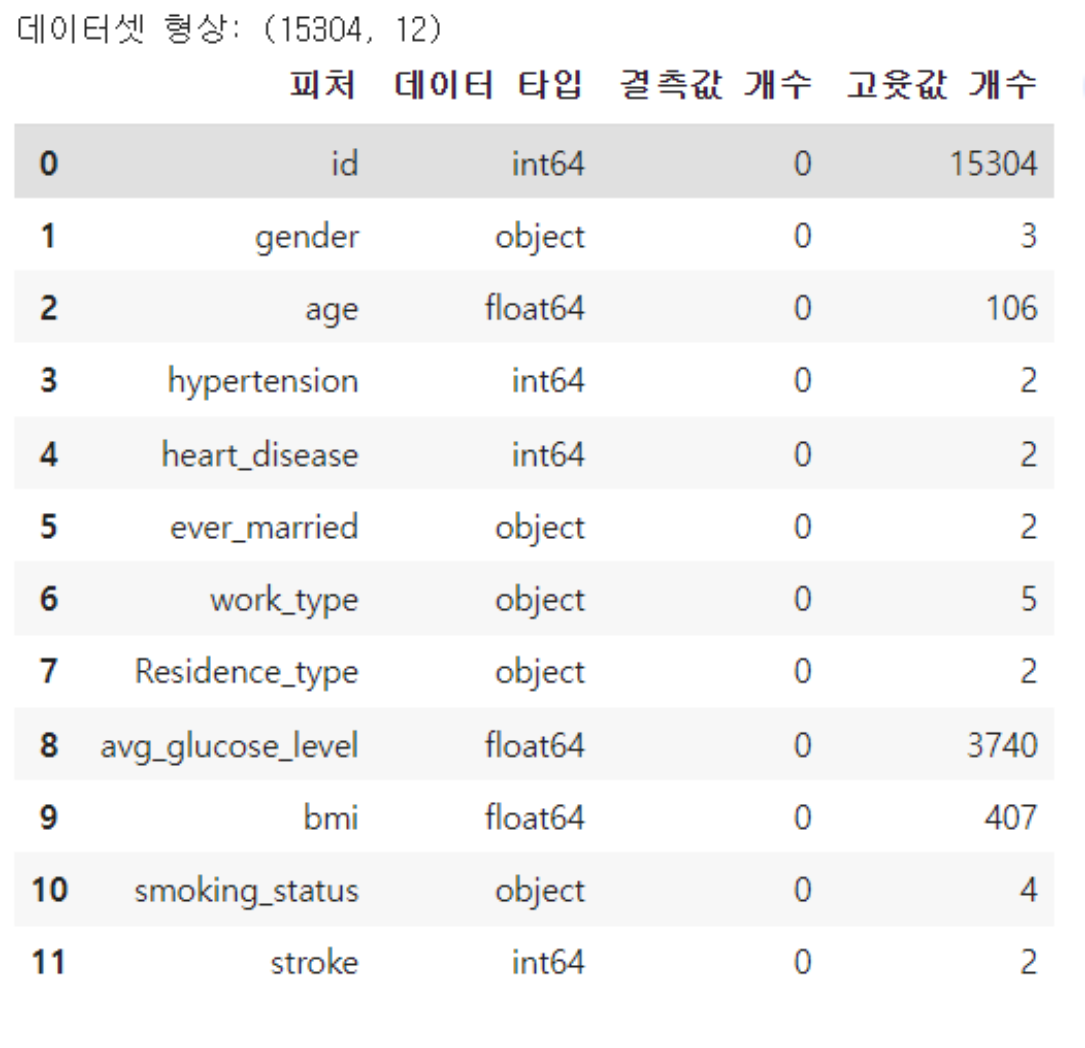 데이터셋 형상: (15304, 12)
피처 데이터 타입 결측값 개수 고윳값 개수
0 id int64 0 15304
1 gender object 0 3
2 age float64 0 106
3 hypertension int64 0 2
4 heart_disease int64 0 2
5 ever_married object 0 2
6 work_type object 0 5
7 Residence_type object 0 2
8 avg_glucose_level float64 0 3740
9 bmi float64 0 407
10 smoking_status object 0 4
11 stroke int64 0 2